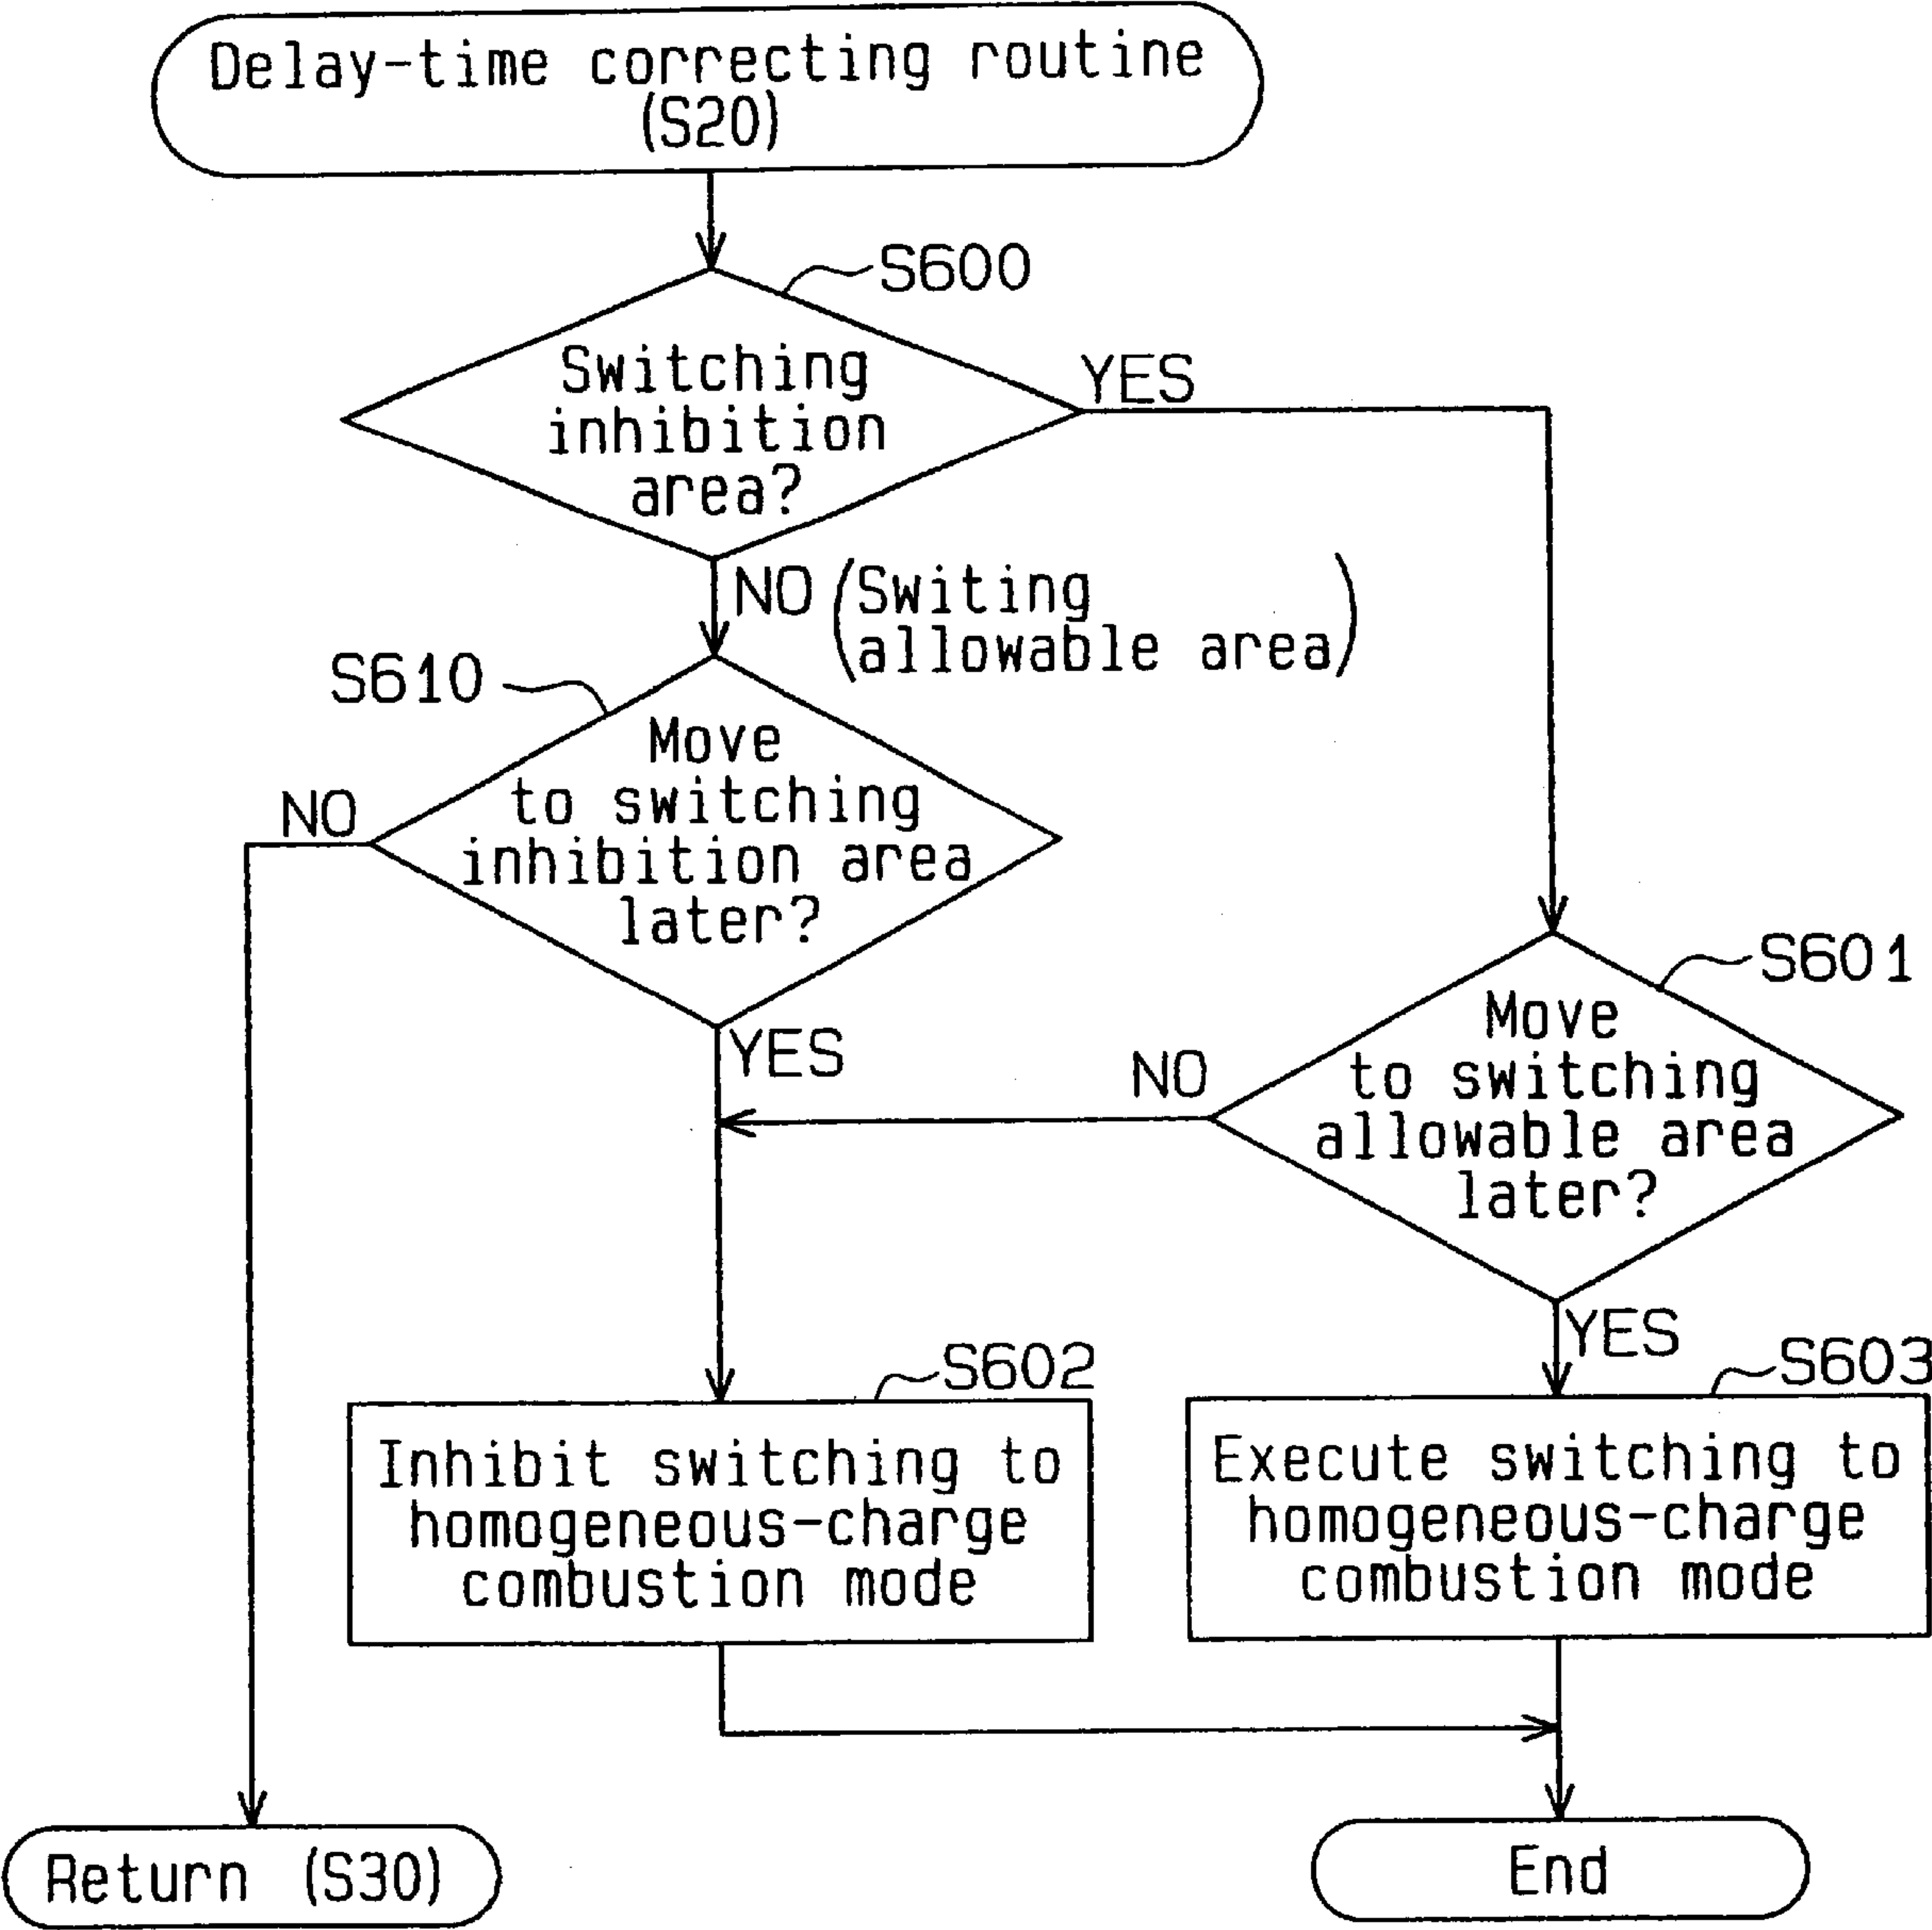 Delay-time correcting routine
(S20)
S600
Switching
inhibition
area?
YES
NO (Switing
allowable area)
S610
Move
to switching
inhibition area
later?
NO
YES
S601
Move
to switching
allowable area
later?
NO
YES
S602
Inhibit switching to
homogeneous-charge
combustion mode
S603
Execute switching to
homogeneous-charge
combustion mode
Return (S30)
End